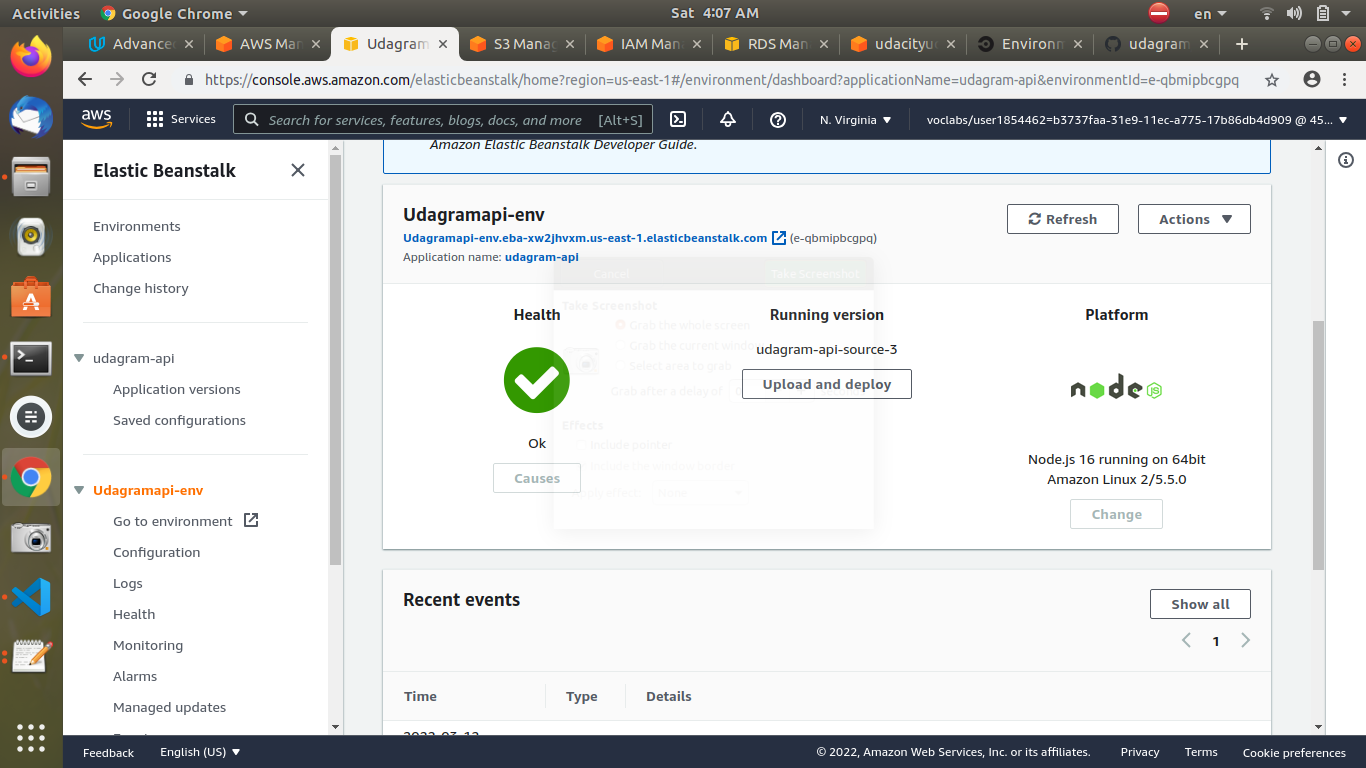 Activities Google Chrome Sat 4:07 AM en
Advance AWS Man Udagram S3 Manag IAM Man RDS Man udacityuc Environm udagram
https://console.aws.amazon.com/elasticbeanstalk/home?region=us-east-1#/environment/dashboard?applicationName=udagram-api&environmentId=e-qbmipbcgpq
aws Services Search for services, features, blogs, docs, and more [Alt+S] N. Virginia voclabs/user1854462=b3737faa-31e9-11ec-a775-17b86db4d909 @ 45...
Elastic Beanstalk
Environments
Applications
Change history
udagram-api
Application versions
Saved configurations
Udagramapi-env
Go to environment
Configuration
Logs
Health
Monitoring
Alarms
Managed updates
Amazon Elastic Beanstalk Developer Guide.
Udagramapi-env
Refresh Actions
Udagramapi-env.eba-xw2jhvxm.us-east-1.elasticbeanstalk.com (e-qbmipbcgpq)
Application name: udagram-api
Cancel Take Screenshot
Take Screenshot
Grab the whole screen
Grab the current window
Select area to grab
Grab after a delay of
Effects
Include pointer
Include the window border
Health
Ok
Causes
Running version
udagram-api-source-3
Upload and deploy
Platform
node JS
Node.js 16 running on 64bit
Amazon Linux 2/5.5.0
Change
Recent events
Show all
1
Time Type Details
2022-03-12
Feedback English (US) © 2022, Amazon Web Services, Inc. or its affiliates. Privacy Terms Cookie preferences